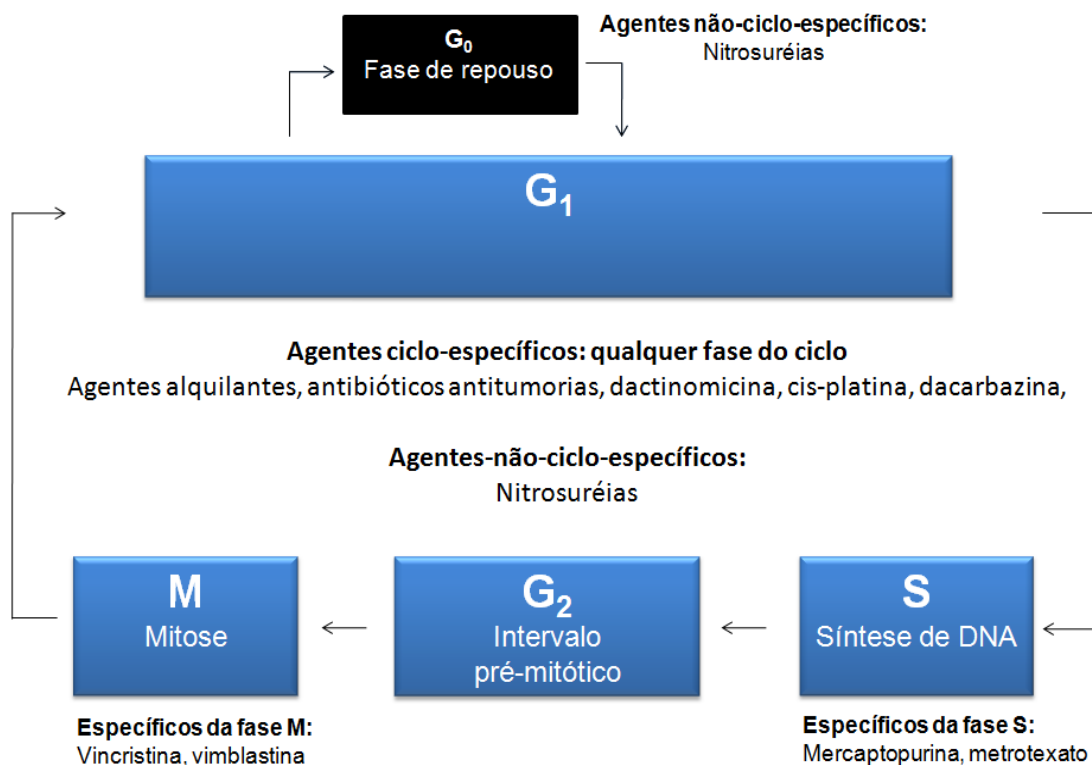 G₀
Fase de repouso
Agentes não-ciclo-específicos:
Nitrosuréias
G₁
Agentes ciclo-específicos: qualquer fase do ciclo
Agentes alquilantes, antibióticos antitumorias, dactinomicina, cis-platina, dacarbazina,
Agentes-não-ciclo-específicos:
Nitrosuréias
M
Mitose
G₂
Intervalo
pré-mitótico
S
Síntese de DNA
Específicos da fase M:
Vincristina, vimblastina
Específicos da fase S:
Mercaptopurina, metrotexato